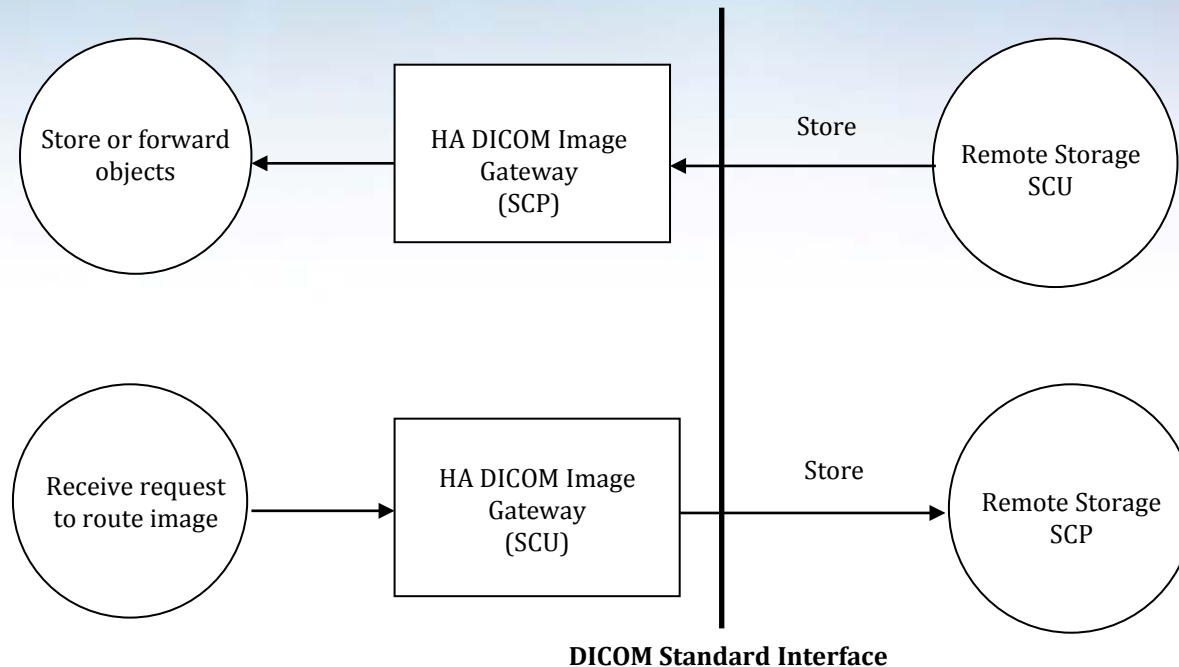 Store or forward
objects
HA DICOM Image
Gateway
(SCP)
Store
Remote Storage
SCU
Receive request
to route image
HA DICOM Image
Gateway
(SCU)
Store
Remote Storage
SCP
DICOM Standard Interface